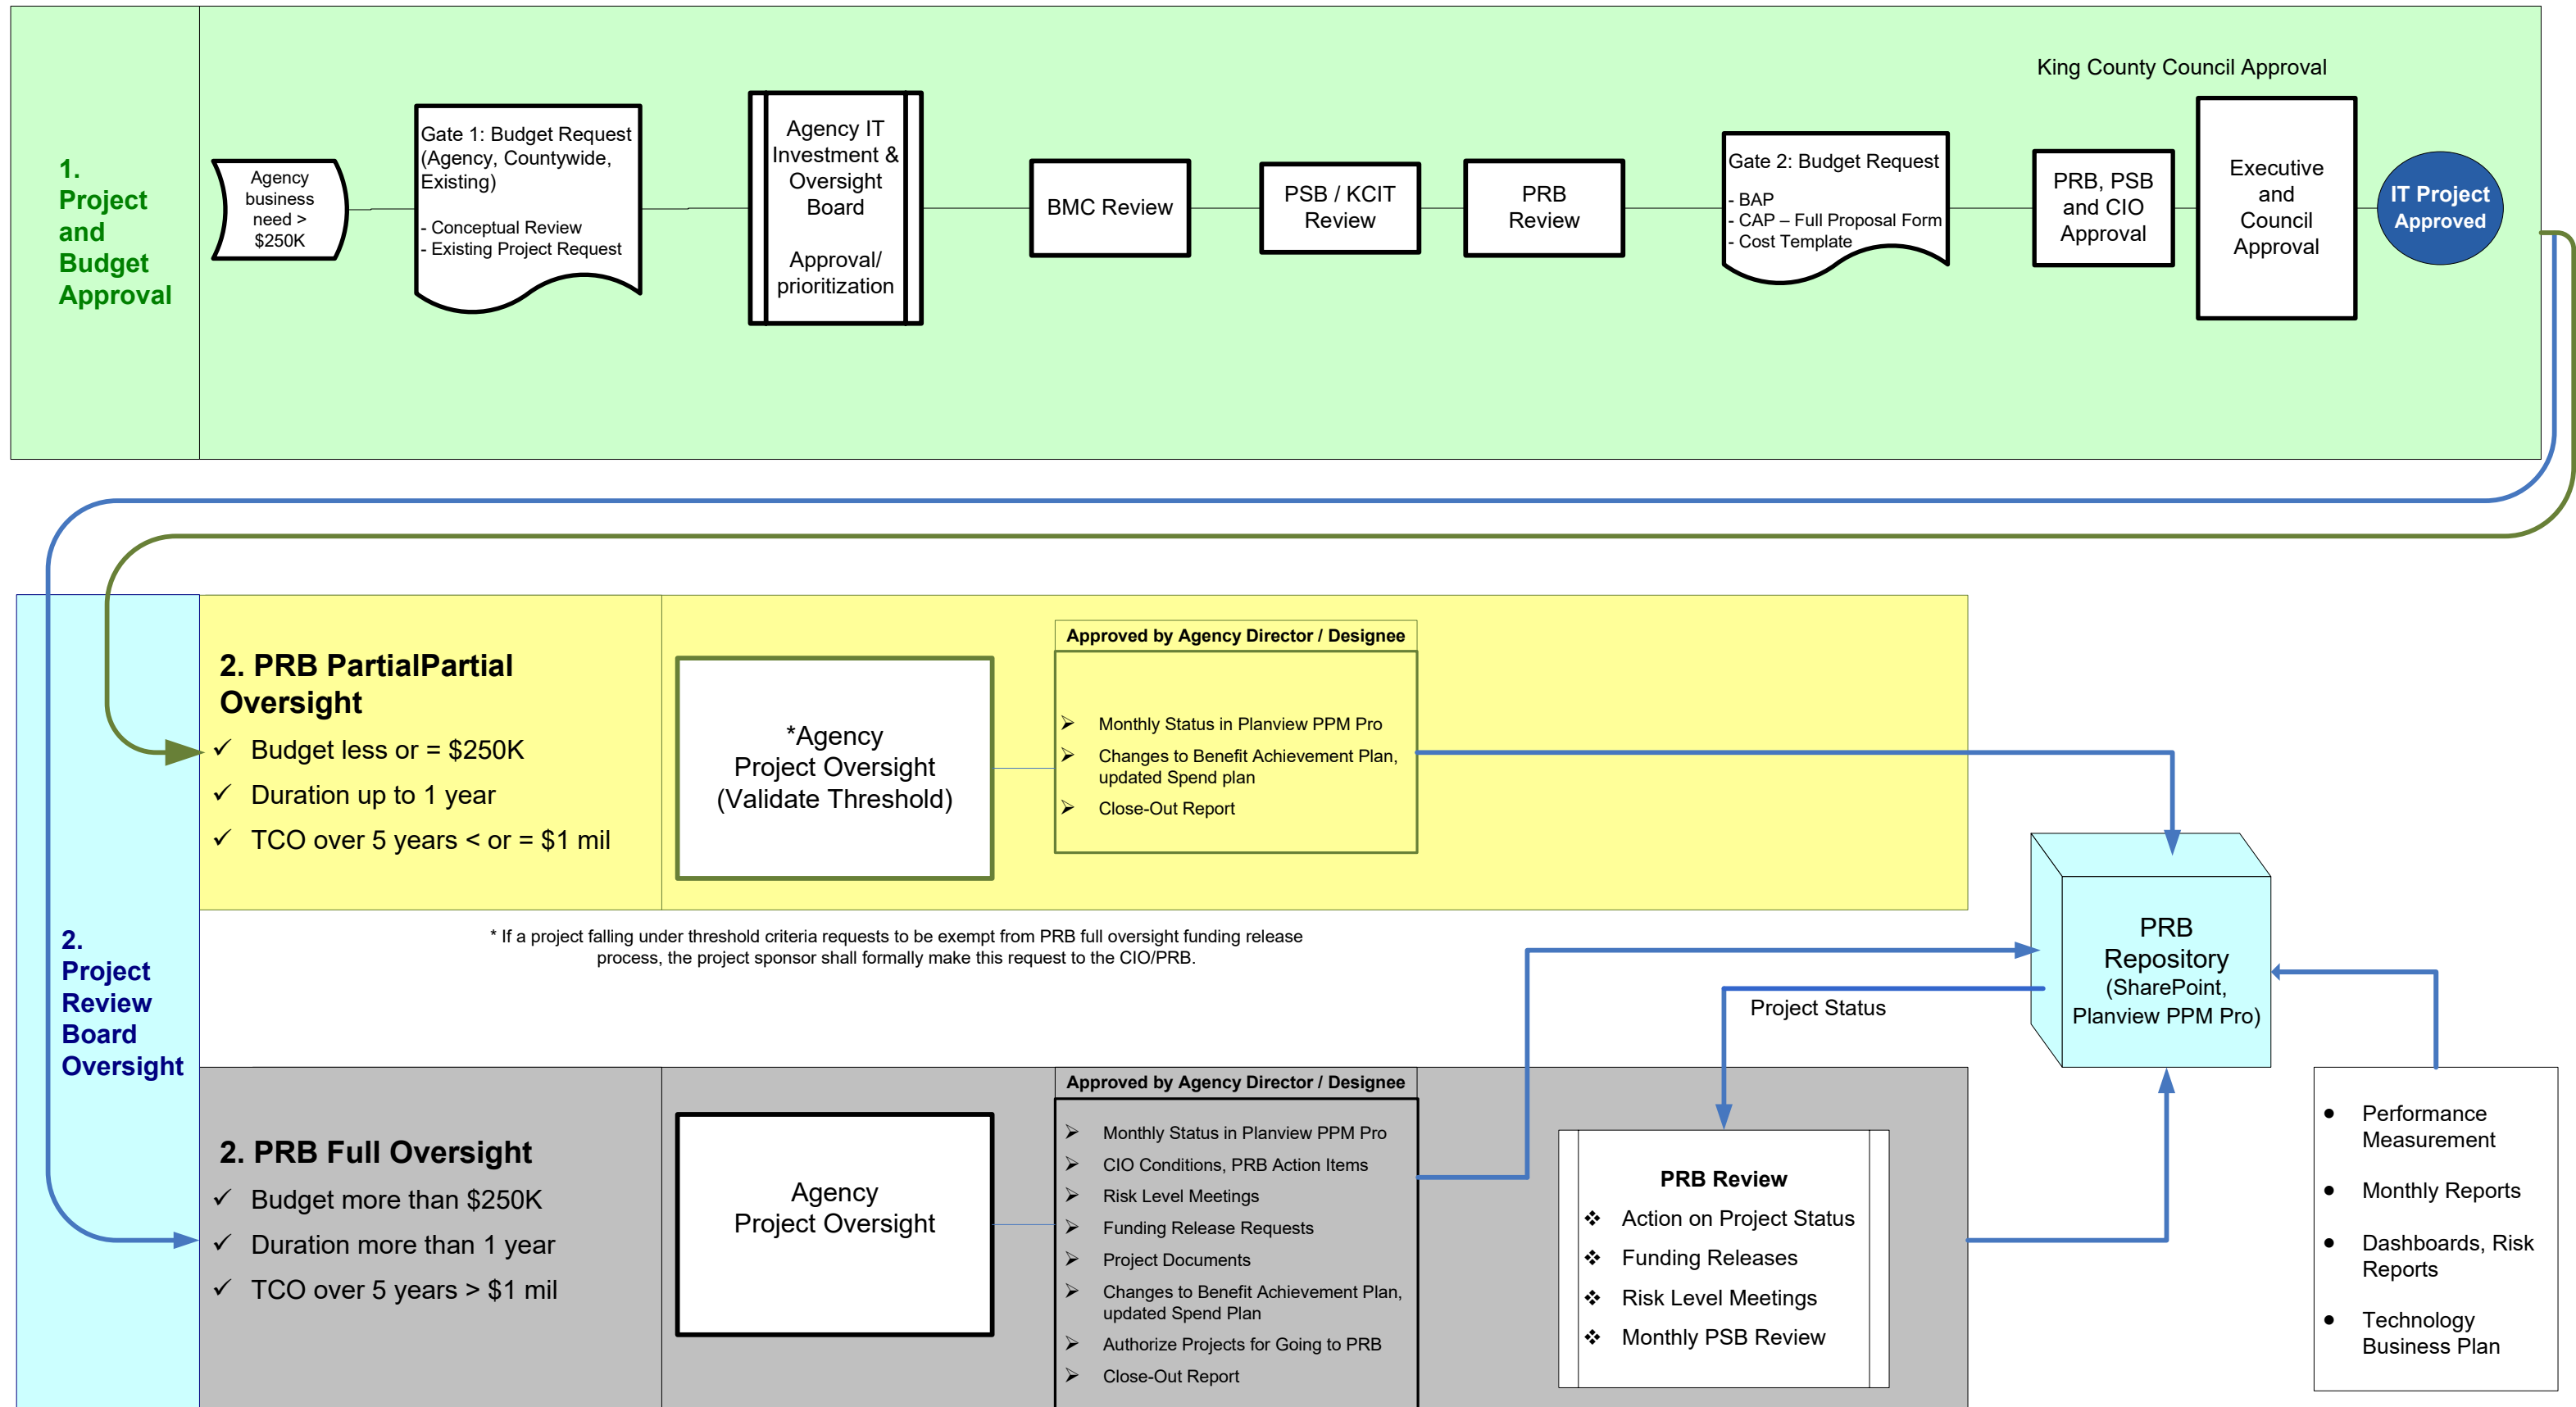 King County Council Approval
1.
Project
and
Budget
Approval
Agency
business
need >
$250K
Gate 1: Budget Request
(Agency, Countywide,
Existing)
- Conceptual Review
- Existing Project Request
Agency IT
Investment &
Oversight
Board
Approval/
prioritization
BMC Review
PSB / KCIT
Review
PRB
Review
Gate 2: Budget Request
- BAP
- CAP – Full Proposal Form
- Cost Template
PRB, PSB
and CIO
Approval
Executive
and
Council
Approval
IT Project
Approved
2.
Project
Review
Board
Oversight
2. PRB PartialPartial
Oversight
✓ Budget less or = $250K
✓ Duration up to 1 year
✓ TCO over 5 years < or = $1 mil
*Agency
Project Oversight
(Validate Threshold)
Approved by Agency Director / Designee
➢ Monthly Status in Planview PPM Pro
➢ Changes to Benefit Achievement Plan,
updated Spend plan
➢ Close-Out Report
* If a project falling under threshold criteria requests to be exempt from PRB full oversight funding release
process, the project sponsor shall formally make this request to the CIO/PRB.
PRB
Repository
(SharePoint,
Planview PPM Pro)
Project Status
2. PRB Full Oversight
✓ Budget more than $250K
✓ Duration more than 1 year
✓ TCO over 5 years > $1 mil
Agency
Project Oversight
Approved by Agency Director / Designee
➢ Monthly Status in Planview PPM Pro
➢ CIO Conditions, PRB Action Items
➢ Risk Level Meetings
➢ Funding Release Requests
➢ Project Documents
➢ Changes to Benefit Achievement Plan,
updated Spend Plan
➢ Authorize Projects for Going to PRB
➢ Close-Out Report
PRB Review
❖ Action on Project Status
❖ Funding Releases
❖ Risk Level Meetings
❖ Monthly PSB Review
● Performance
Measurement
● Monthly Reports
● Dashboards, Risk
Reports
● Technology
Business Plan